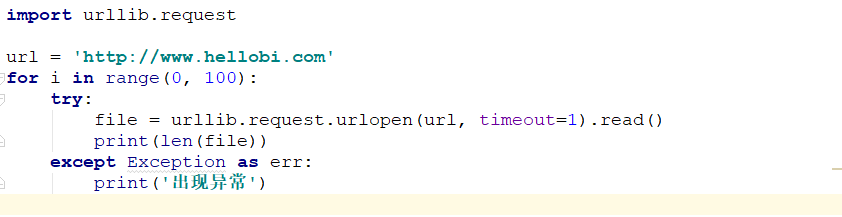 import urllib.request
url = 'http://www.hellobi.com'
for i in range(0, 100):
    try:
        file = urllib.request.urlopen(url, timeout=1).read()
        print(len(file))
    except Exception as err:
        print('出现异常')